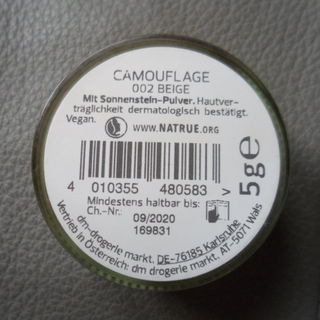 CAMOUFLAGE
002 BEIGE
Mit Sonnenstein-Pulver. Hautver-
träglichkeit dermatologisch bestätigt.
Vegan.
WWW.NATRUE.ORG
5ge
4 010355 480583 >
Mindestens haltbar bis:
Ch.-Nr.:
09/2020
169831
dm-drogerie markt. DE-76185 Karlsruhe
Vertrieb in Österreich: dm drogerie markt. AT-5071 Wals